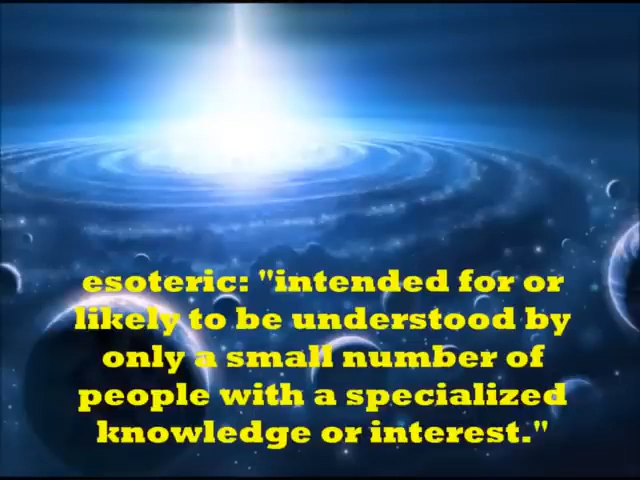 esoteric: "intended for or
likely to be understood by
only a small number of
people with a specialized
knowledge or interest."